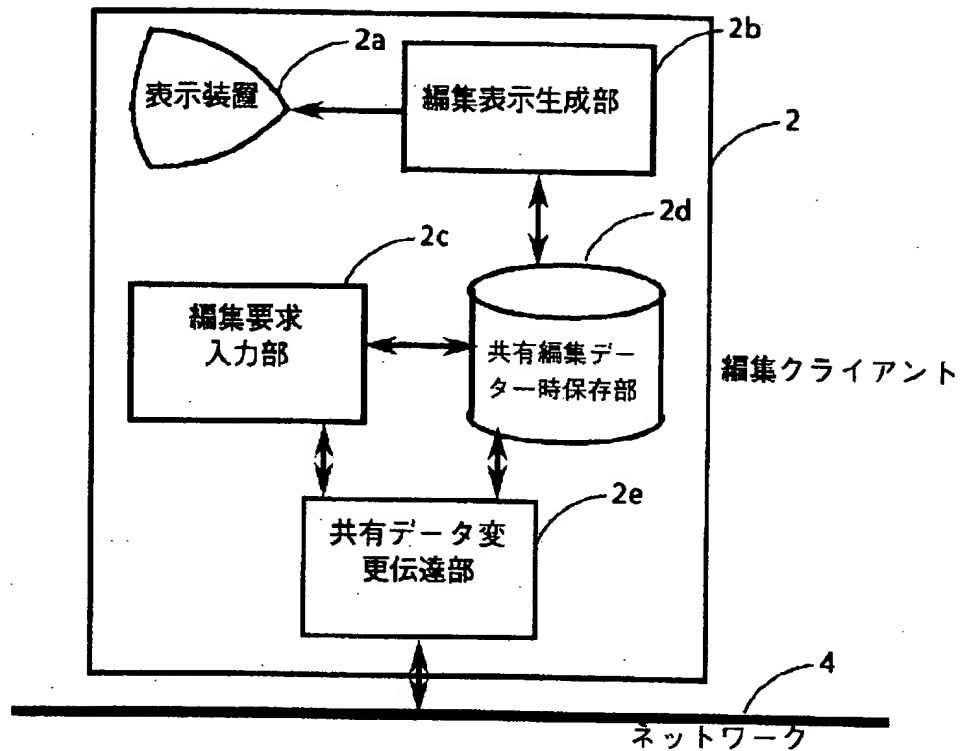 2b
2a
表示装置
編集表示生成部
2
2d
2c
編集要求
入力部
共有編集デー
ター時保存部
編集クライアント
2e
共有データ変
更伝達部
4
ネットワーク